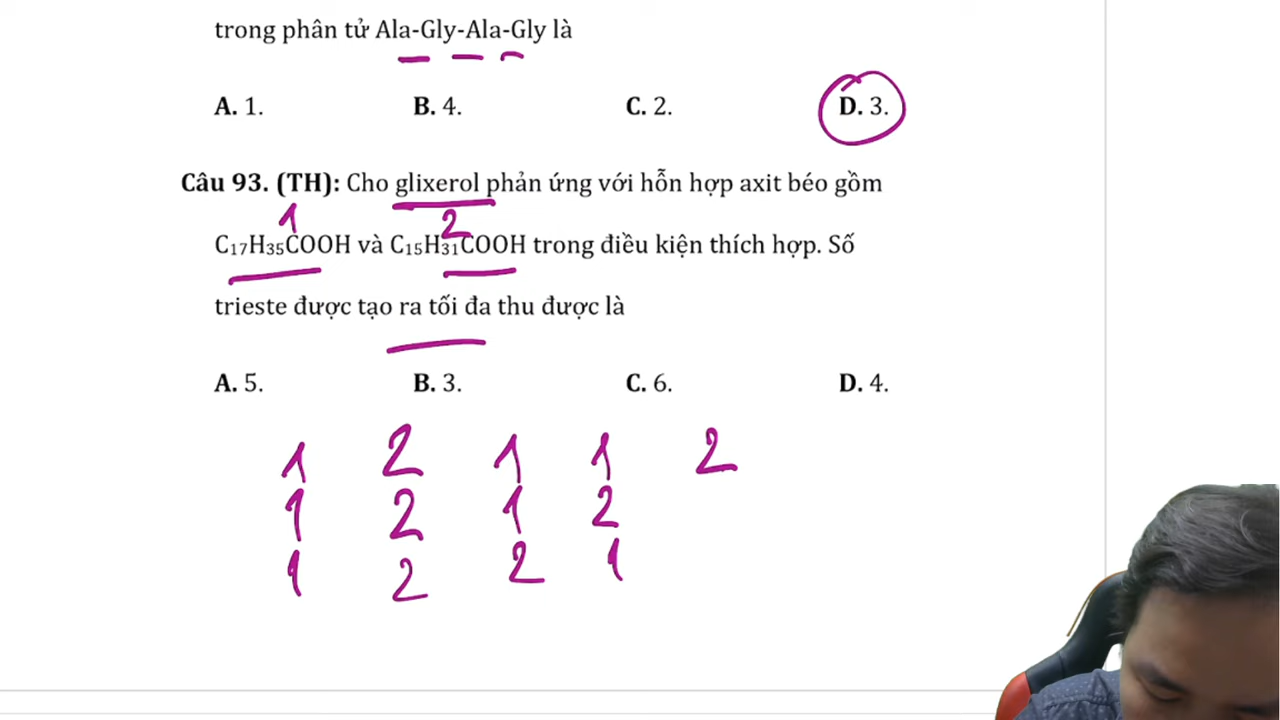 trong phân tử Ala-Gly-Ala-Gly là
A. 1. B. 4. C. 2. D. 3.
Câu 93. (TH): Cho glixerol phản ứng với hỗn hợp axit béo gồm
1 2
C₁₇H₃₅COOH và C₁₅H₃₁COOH trong điều kiện thích hợp. Số
trieste được tạo ra tối đa thu được là
A. 5. B. 3. C. 6. D. 4.
1 2 1 1 2
1 2 1 2
1 2 2 1